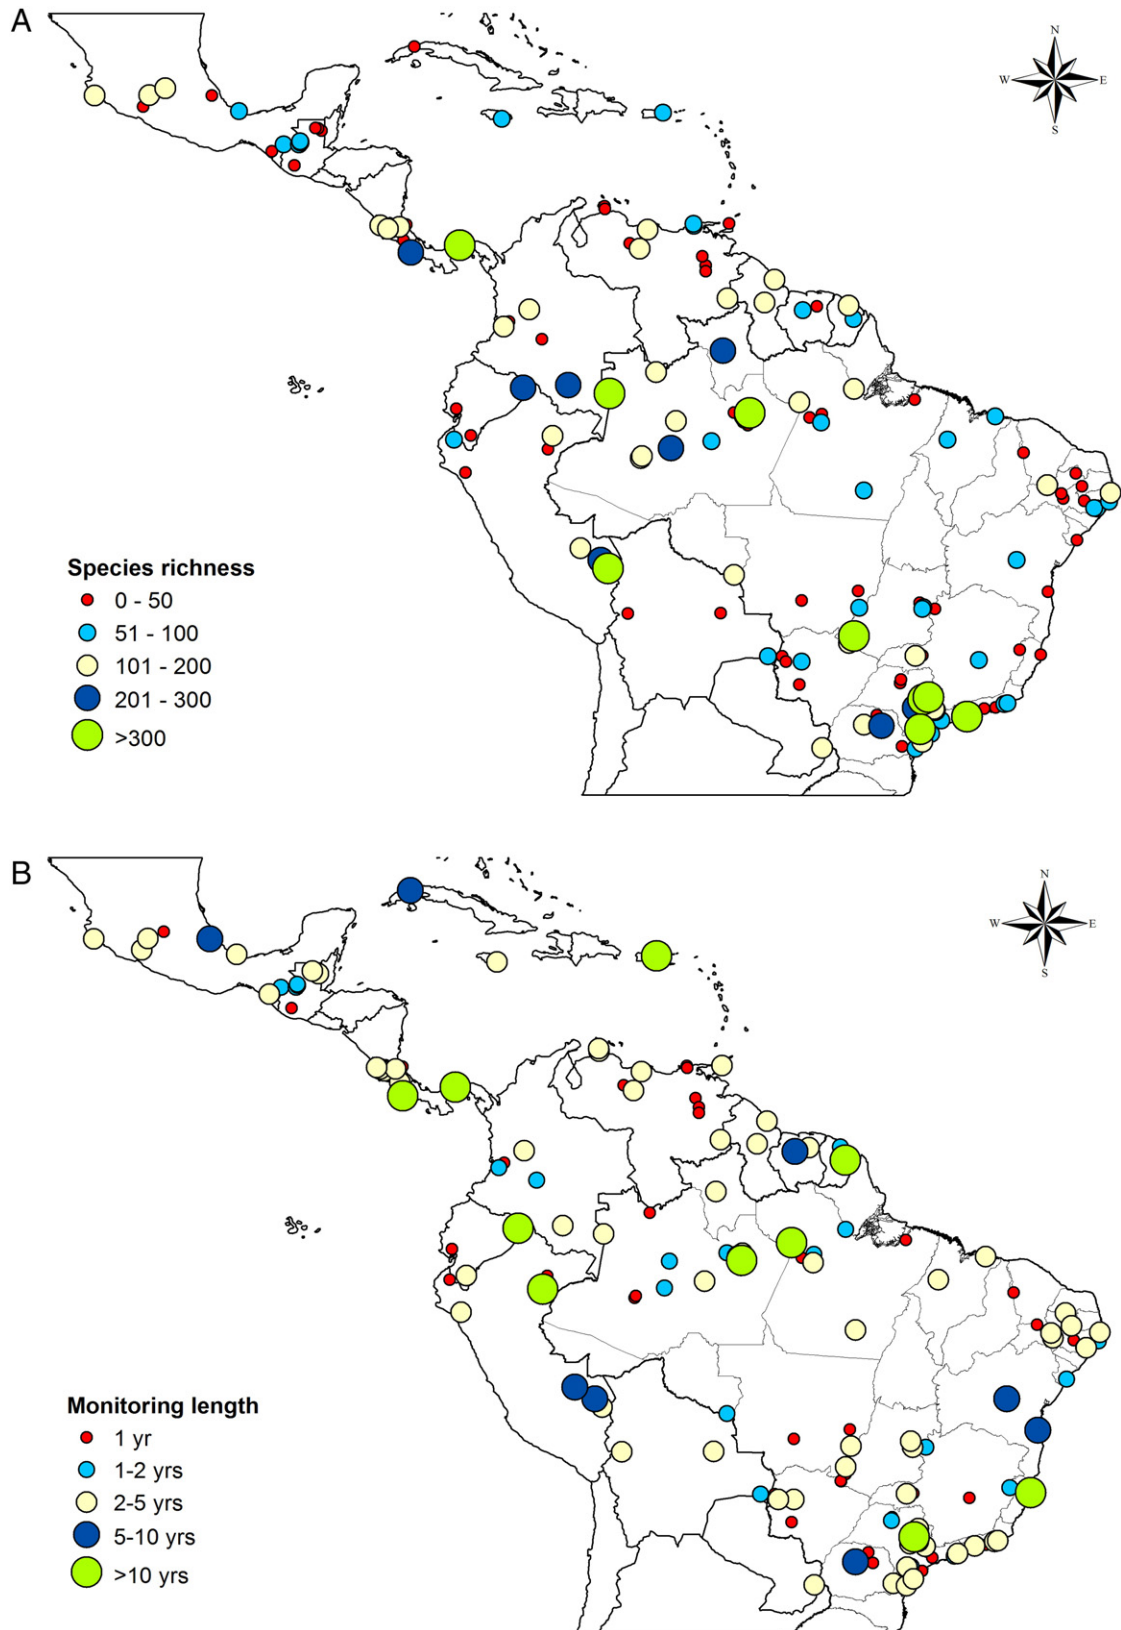 A
N
W E
S
Species richness
0 - 50
51 - 100
101 - 200
201 - 300
>300
B
N
W E
S
Monitoring length
1 yr
1-2 yrs
2-5 yrs
5-10 yrs
>10 yrs